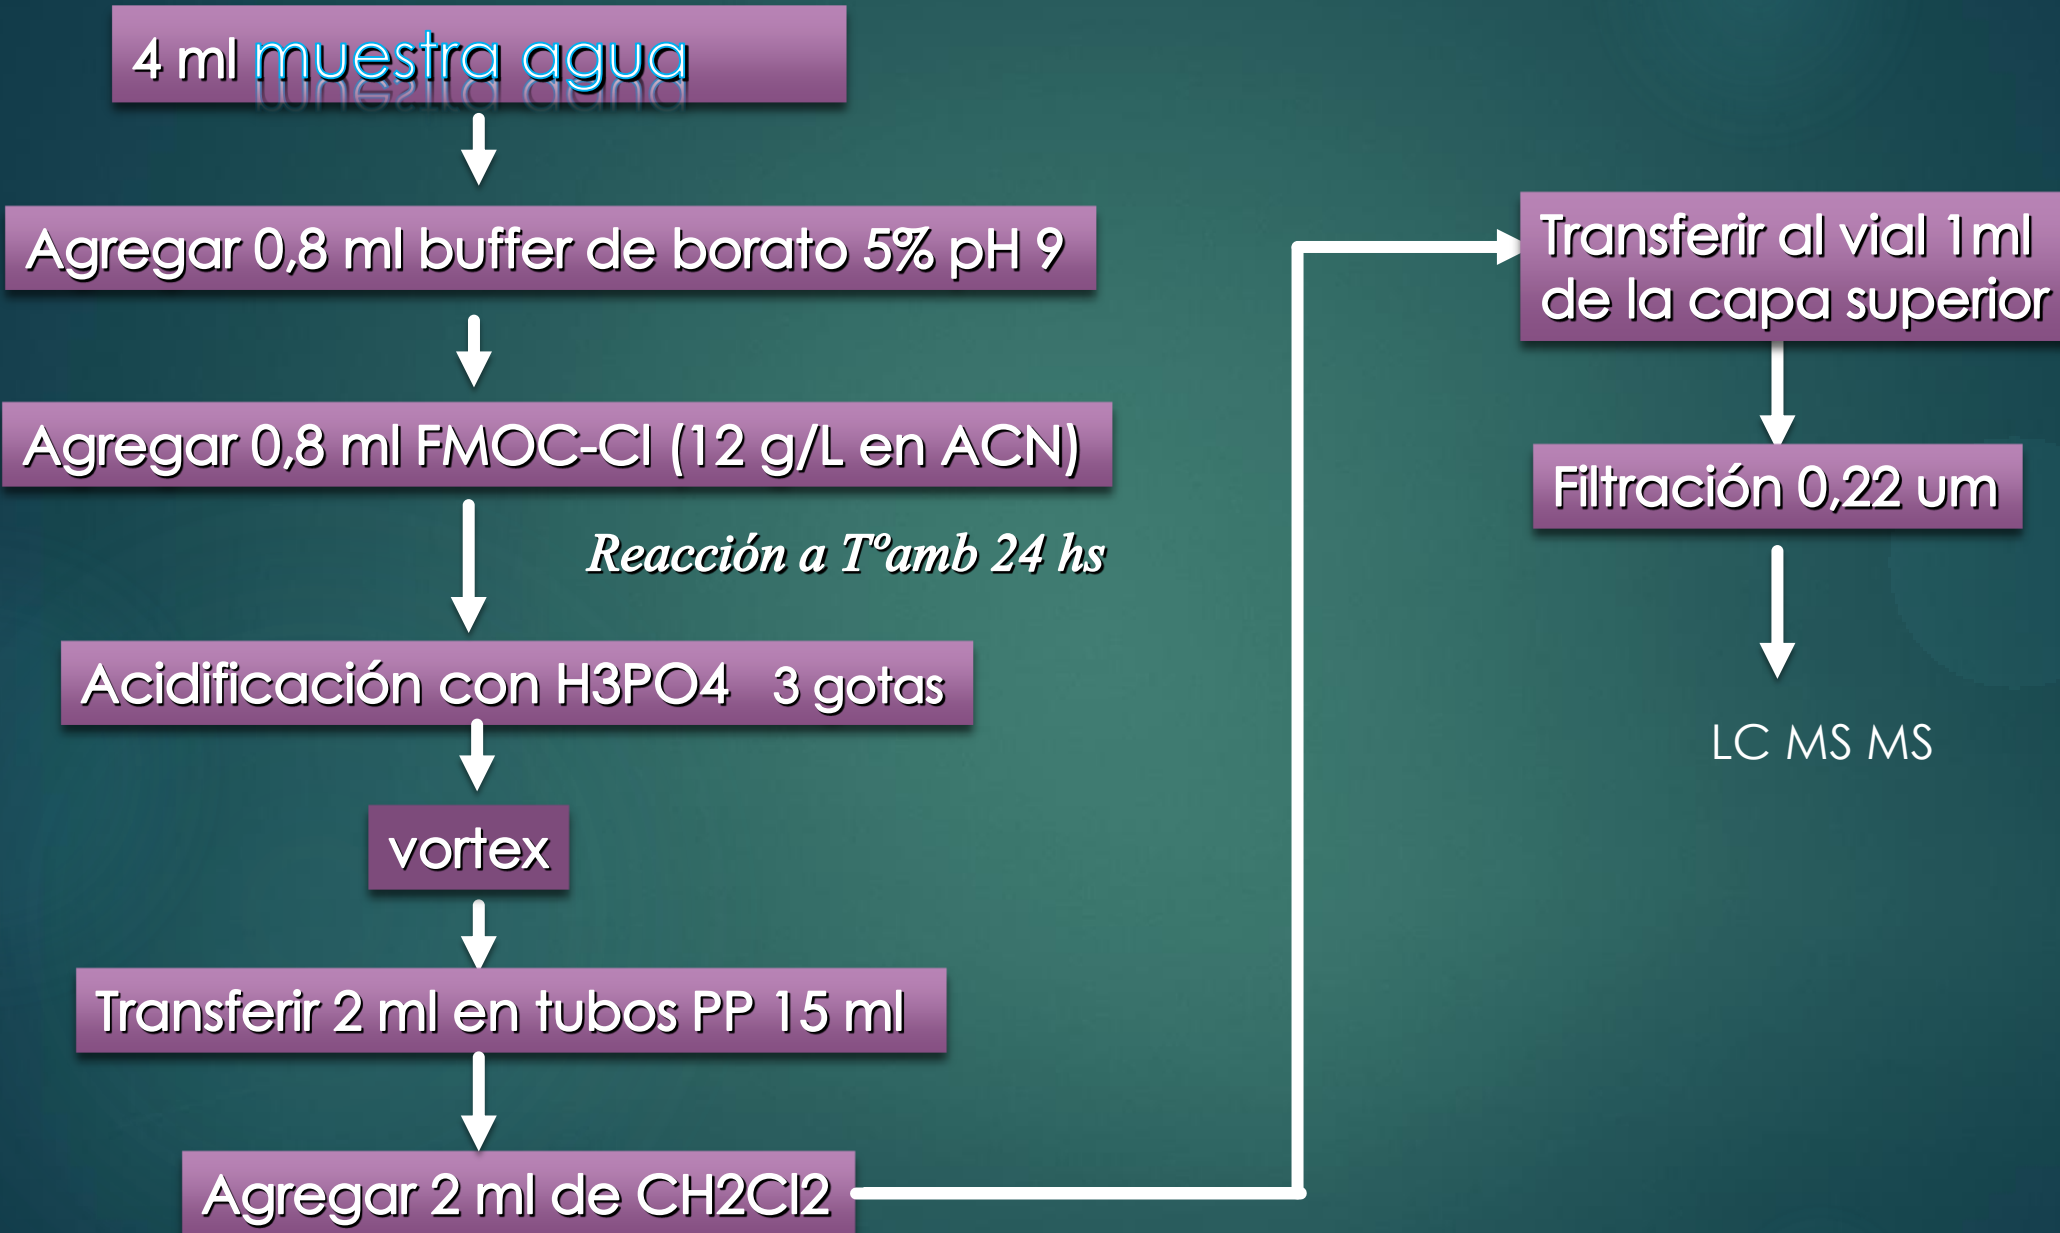 4 ml muestra agua
Agregar 0,8 ml buffer de borato 5% pH 9
Agregar 0,8 ml FMOC-Cl (12 g/L en ACN)
Reacción a Tºamb 24 hs
Acidificación con H3PO4 3 gotas
vortex
Transferir 2 ml en tubos PP 15 ml
Agregar 2 ml de CH2Cl2
Transferir al vial 1ml
de la capa superior
Filtración 0,22 um
LC MS MS